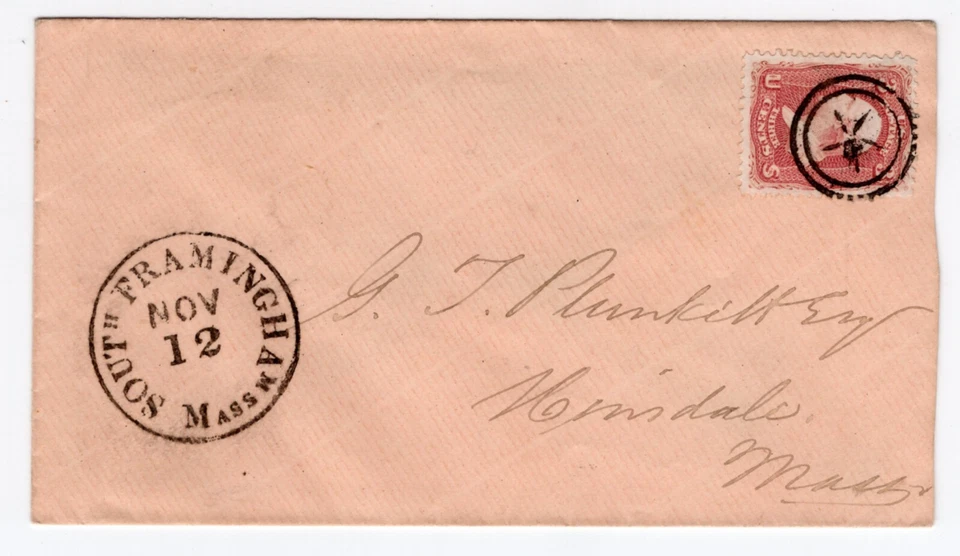 SOUTH FRAMINGHAM
NOV
12
MASS
U S
THREE CENTS
G. T. Plunkett Esq
Hinsdale.
Mass